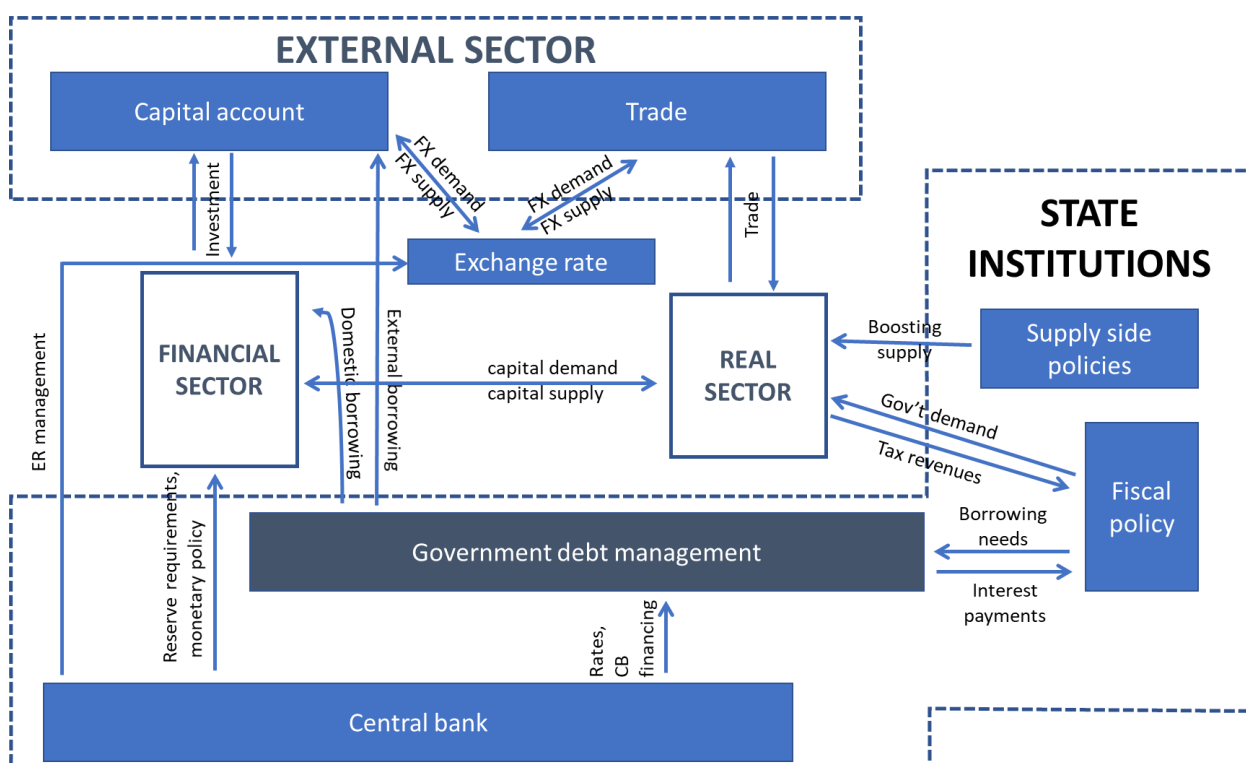 EXTERNAL SECTOR
Capital account
Trade
FX demand
FX supply
FX demand
FX supply
Investment
Trade
Exchange rate
STATE
INSTITUTIONS
FINANCIAL
SECTOR
REAL
SECTOR
Supply side
policies
Boosting
supply
ER management
Domestic borrowing
External borrowing
capital demand
capital supply
Gov't demand
Tax revenues
Fiscal
policy
Reserve requirements,
monetary policy
Government debt management
Borrowing
needs
Interest
payments
Rates,
CB
financing
Central bank